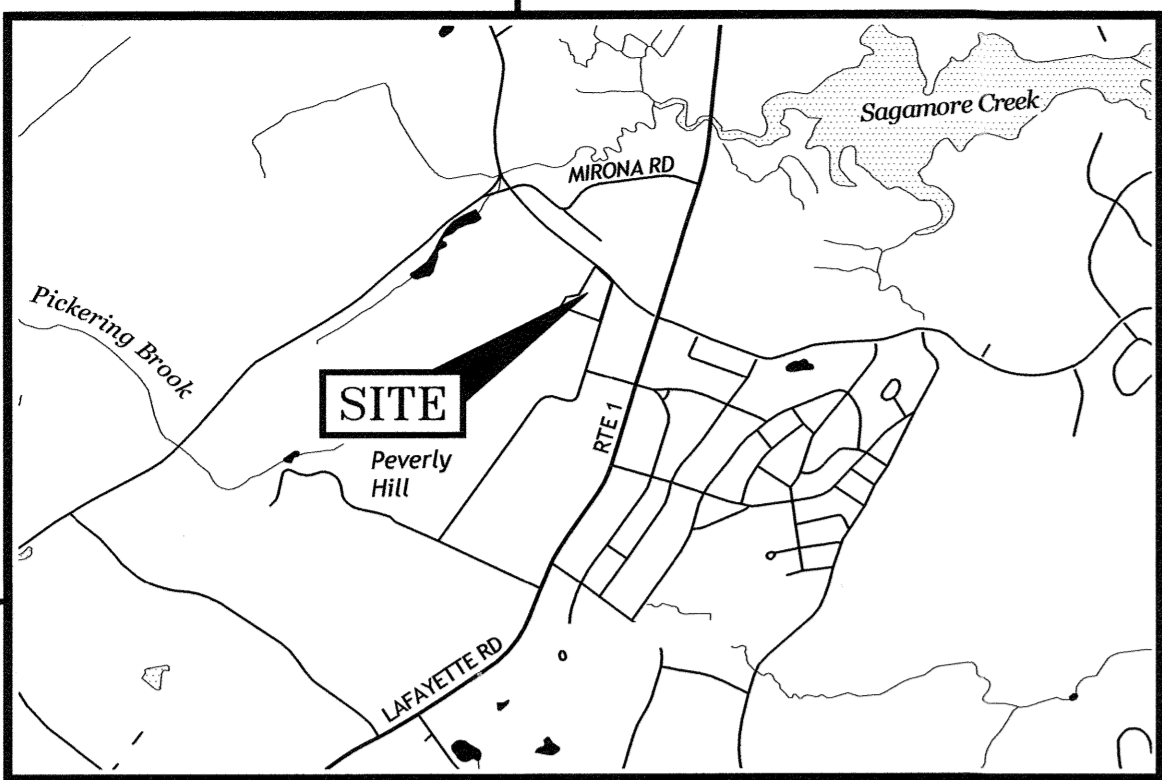 Sagamore Creek
MIRONA RD
Pickering Brook
SITE
RTE 1
Peverly
Hill
LAFAYETTE RD